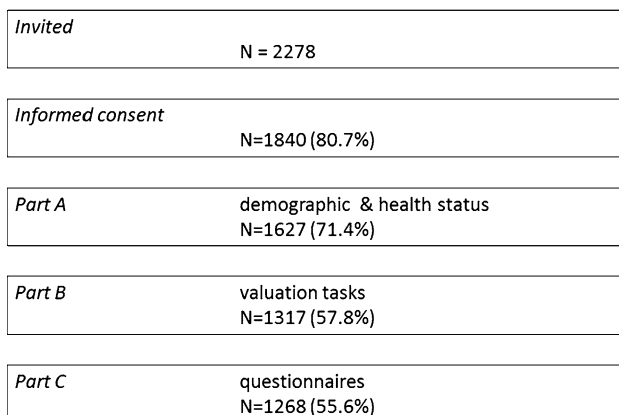 Invited
N = 2278
Informed consent
N=1840 (80.7%)
Part A demographic & health status
N=1627 (71.4%)
Part B valuation tasks
N=1317 (57.8%)
Part C questionnaires
N=1268 (55.6%)